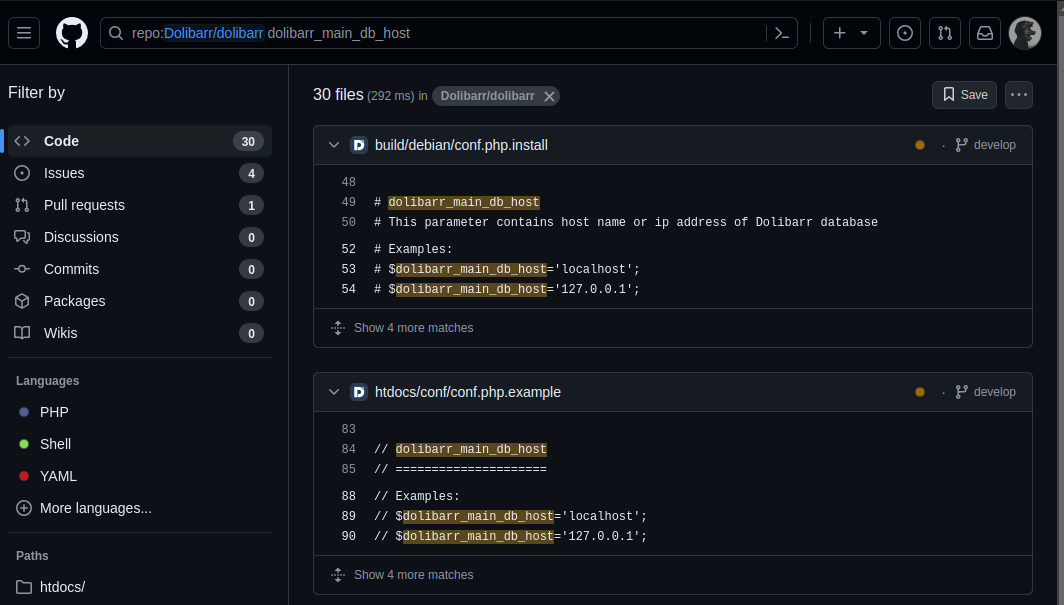 repo:Dolibarr/dolibarr dolibarr_main_db_host
Filter by
Code 30
Issues 4
Pull requests 1
Discussions 0
Commits 0
Packages 0
Wikis 0
Languages
PHP
Shell
YAML
More languages...
Paths
htdocs/
30 files (292 ms) in Dolibarr/dolibarr
Save
build/debian/conf.php.install · develop
48
49 # dolibarr_main_db_host
50 # This parameter contains host name or ip address of Dolibarr database
52 # Examples:
53 # $dolibarr_main_db_host='localhost';
54 # $dolibarr_main_db_host='127.0.0.1';
Show 4 more matches
htdocs/conf/conf.php.example · develop
83
84 // dolibarr_main_db_host
85 // =====================
88 // Examples:
89 // $dolibarr_main_db_host='localhost';
90 // $dolibarr_main_db_host='127.0.0.1';
Show 4 more matches